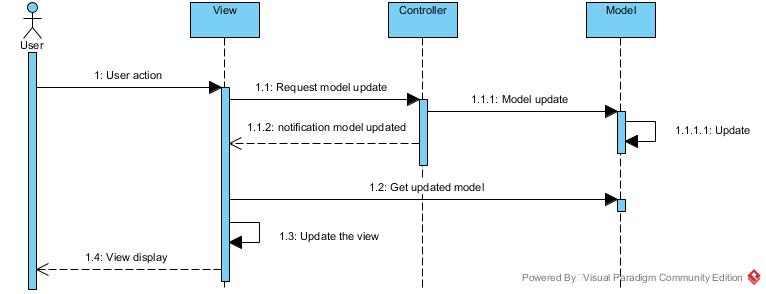 View
Controller
Model
User
1: User action
1.1: Request model update
1.1.1: Model update
1.1.2: notification model updated
1.1.1.1: Update
1.2: Get updated model
1.3: Update the view
1.4: View display
Powered By Visual Paradigm Community Edition